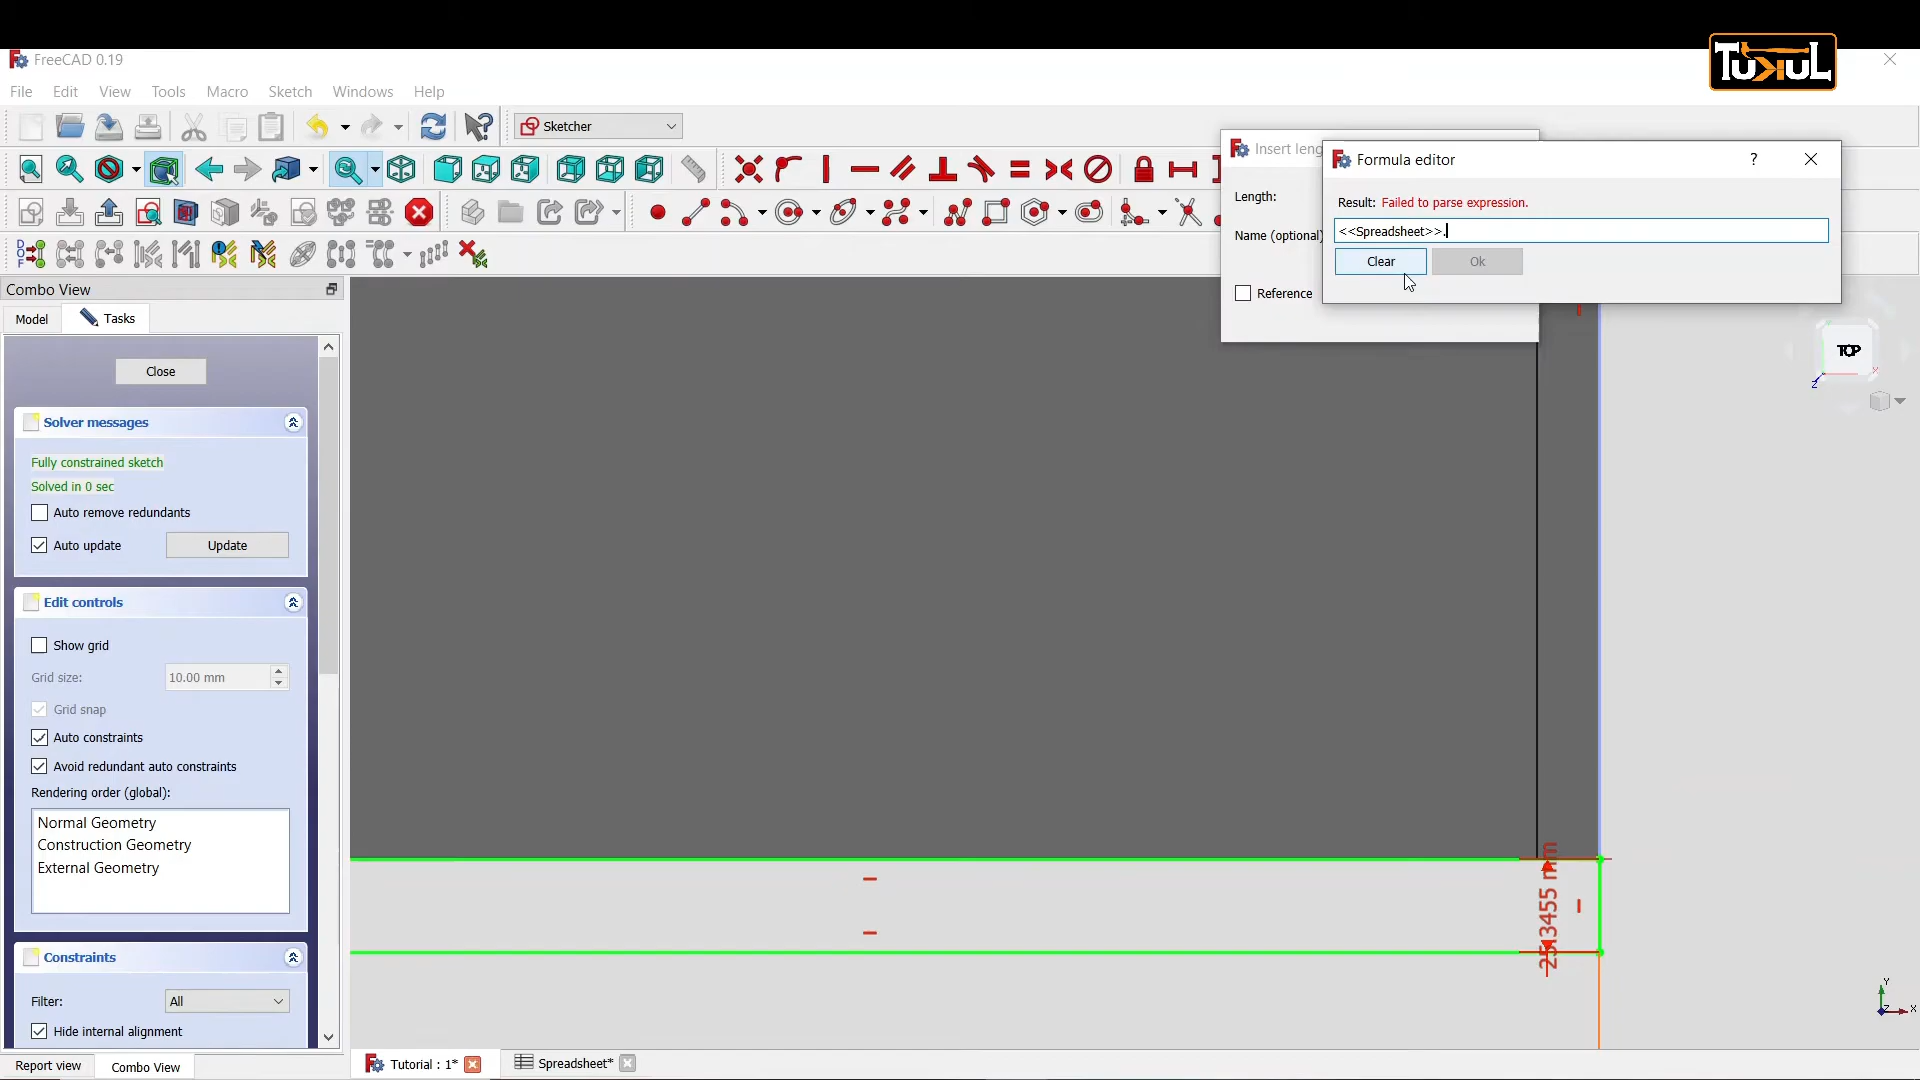 TUKUL
FreeCAD 0.19
File Edit View Tools Macro Sketch Windows Help
Sketcher
Insert leng
Formula editor
?
Length:
Result: Failed to parse expression.
<<Spreadsheet>>.
Name (optional)
Clear Ok
Reference
Combo View
Model Tasks
Close
Solver messages
Fully constrained sketch
Solved in 0 sec
Auto remove redundants
Auto update Update
Edit controls
Show grid
Grid size: 10.00 mm
Grid snap
Auto constraints
Avoid redundant auto constraints
Rendering order (global):
Normal Geometry
Construction Geometry
External Geometry
Constraints
Filter: All
Hide internal alignment
TOP
Z
X
25.3455 mm
Y
Z
X
Report view Combo View
Tutorial : 1* Spreadsheet*